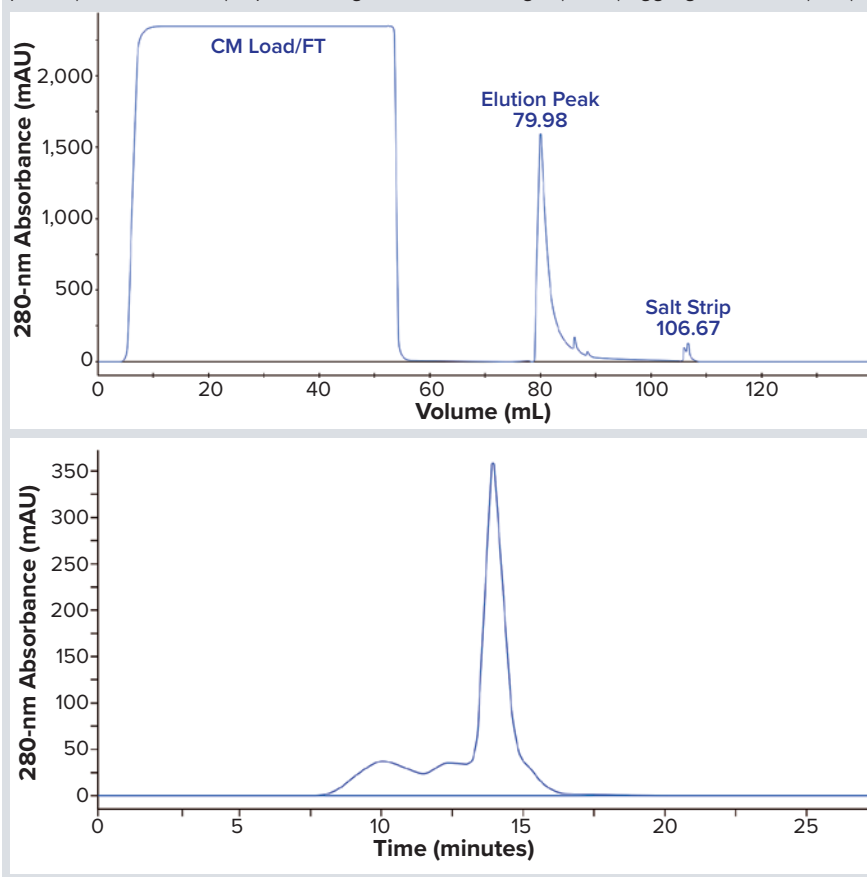 280-nm Absorbance (mAU)
2,000
1,500
1,000
500
0
CM Load/FT
Elution Peak
79.98
Salt Strip
106.67
0 20 40 60 80 100 120
Volume (mL)
280-nm Absorbance (mAU)
350
300
250
200
150
100
50
0
0 5 10 15 20 25
Time (minutes)